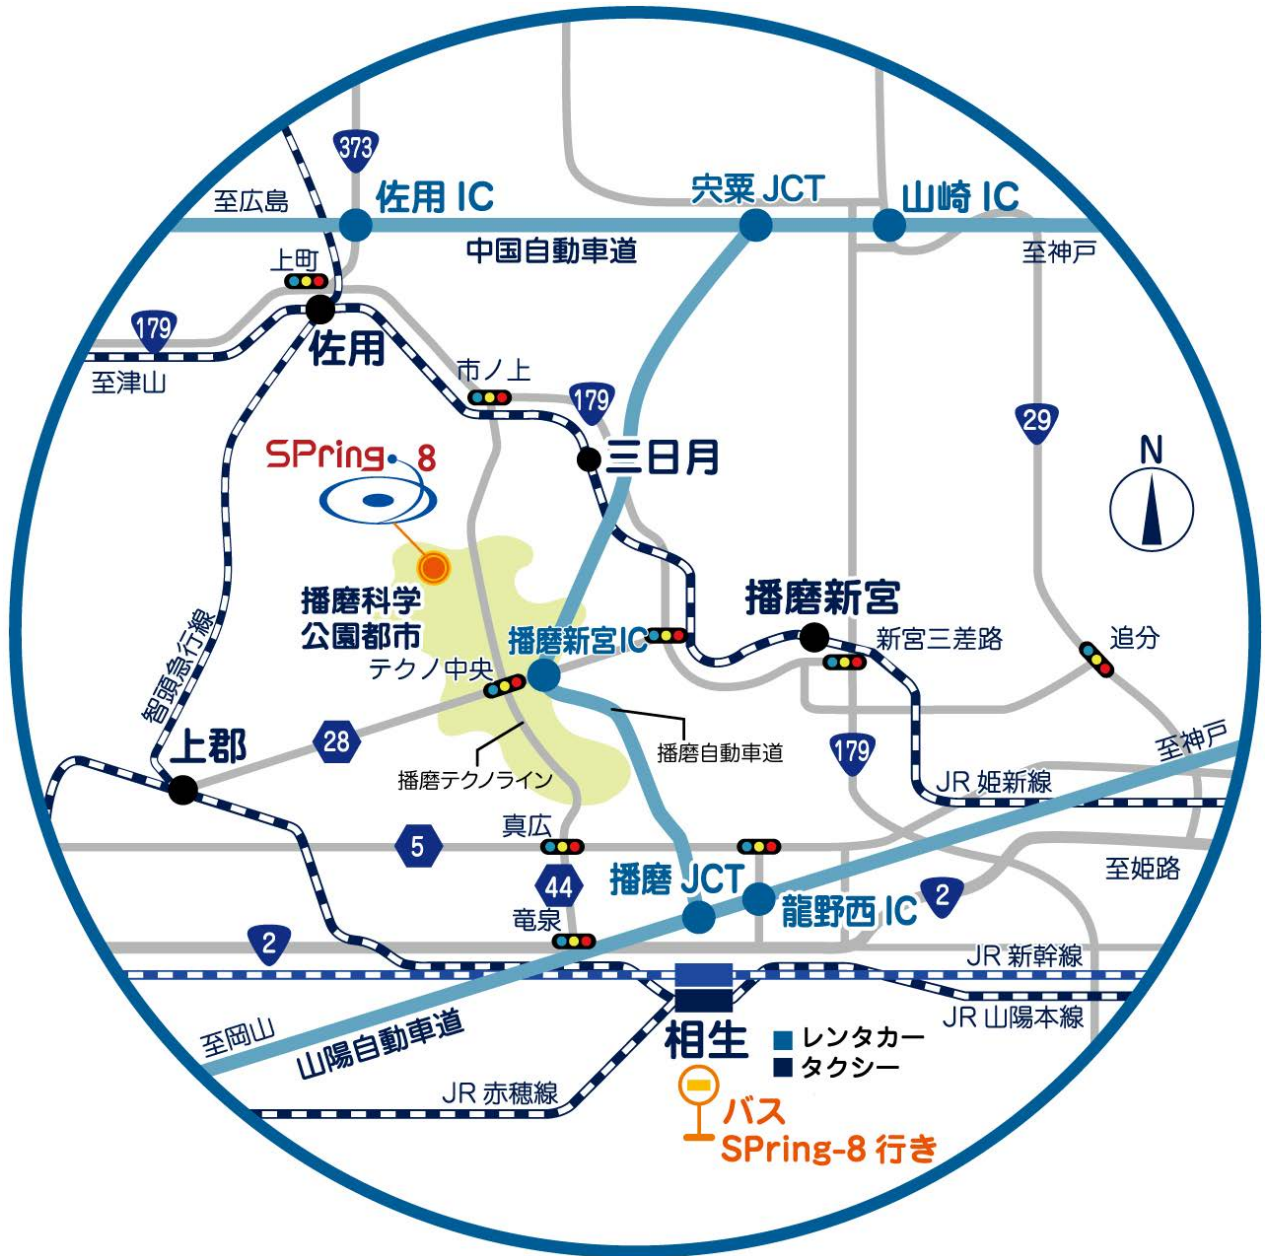 373
至広島
佐用 IC
宍粟 JCT
山崎 IC
中国自動車道
至神戸
上町
179
佐用
至津山
市ノ上
179
29
SPring・8
三日月
N
播磨科学
公園都市
播磨新宮
播磨新宮IC
新宮三差路
追分
テクノ中央
智頭急行線
上郡
28
播磨自動車道
179
至神戸
播磨テクノライン
JR 姫新線
真広
5
44
播磨 JCT
至姫路
龍野西 IC
2
竜泉
2
JR 新幹線
JR 山陽本線
至岡山
山陽自動車道
相生
レンタカー
タクシー
JR 赤穂線
バス
SPring-8 行き